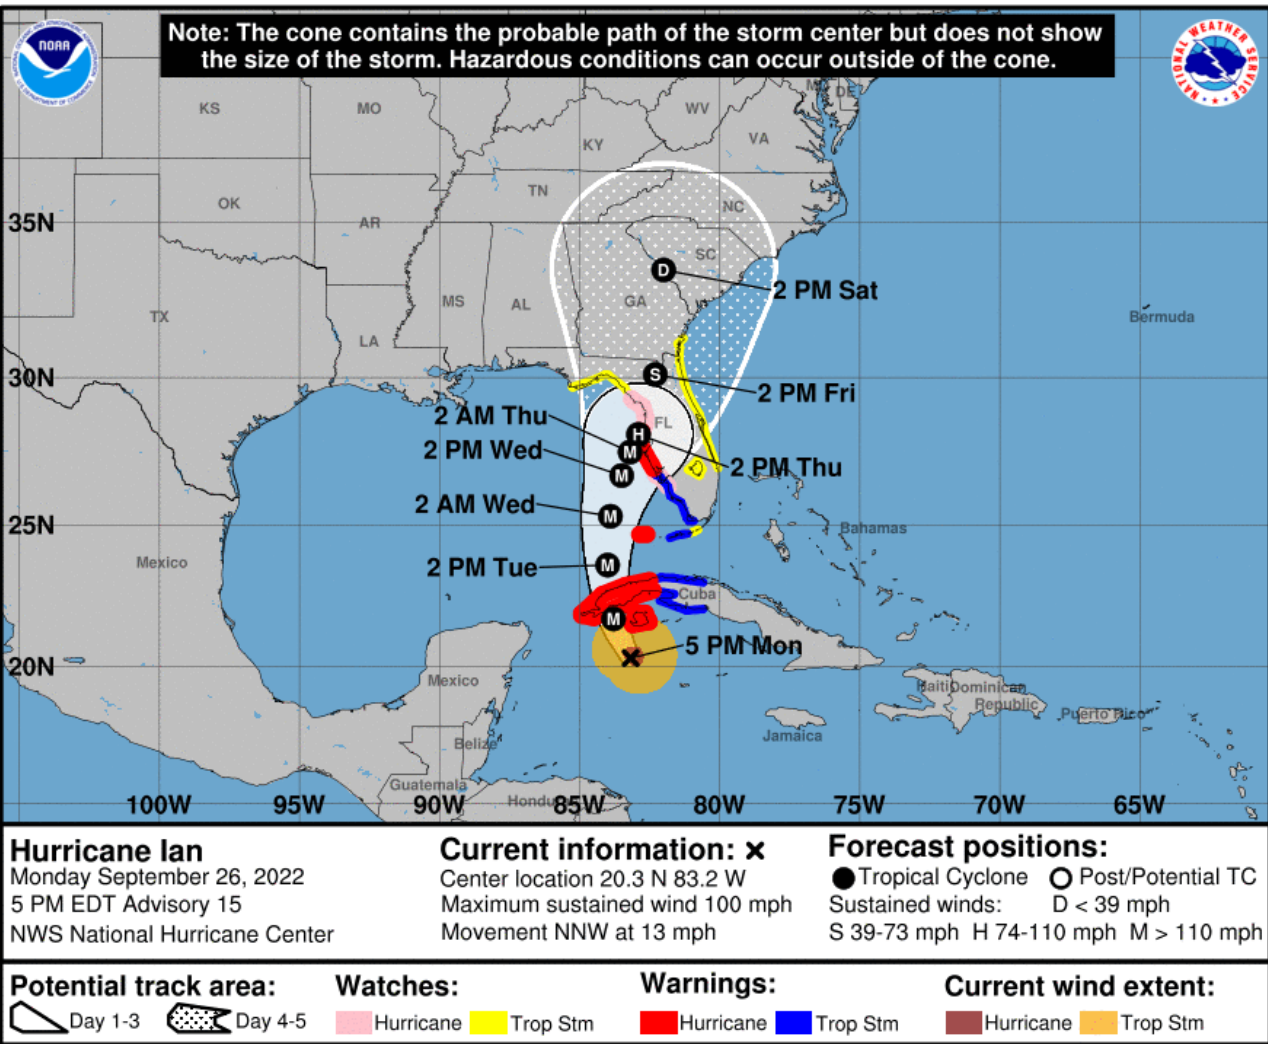 Note: The cone contains the probable path of the storm center but does not show
the size of the storm. Hazardous conditions can occur outside of the cone.
NOAA
NATIONAL WEATHER SERVICE
KS
MO
WV
DE
KY
VA
OK
TN
NC
35N
AR
SC
D
2 PM Sat
MS
AL
GA
TX
LA
Bermuda
30N
S
2 PM Fri
2 AM Thu
FL
H
2 PM Wed
M
2 PM Thu
M
2 AM Wed
M
25N
Bahamas
Mexico
2 PM Tue
M
Cuba
M
5 PM Mon
20N
Mexico
Haiti
Dominican
Republic
Puerto Rico
Jamaica
Belize
Guatemala
Hondu
100W
95W
90W
85W
80W
75W
70W
65W
Hurricane Ian
Monday September 26, 2022
5 PM EDT Advisory 15
NWS National Hurricane Center
Current information: x
Center location 20.3 N 83.2 W
Maximum sustained wind 100 mph
Movement NNW at 13 mph
Forecast positions:
Tropical Cyclone Post/Potential TC
Sustained winds: D < 39 mph
S 39-73 mph H 74-110 mph M > 110 mph
Potential track area:
Day 1-3 Day 4-5
Watches:
Hurricane Trop Stm
Warnings:
Hurricane Trop Stm
Current wind extent:
Hurricane Trop Stm